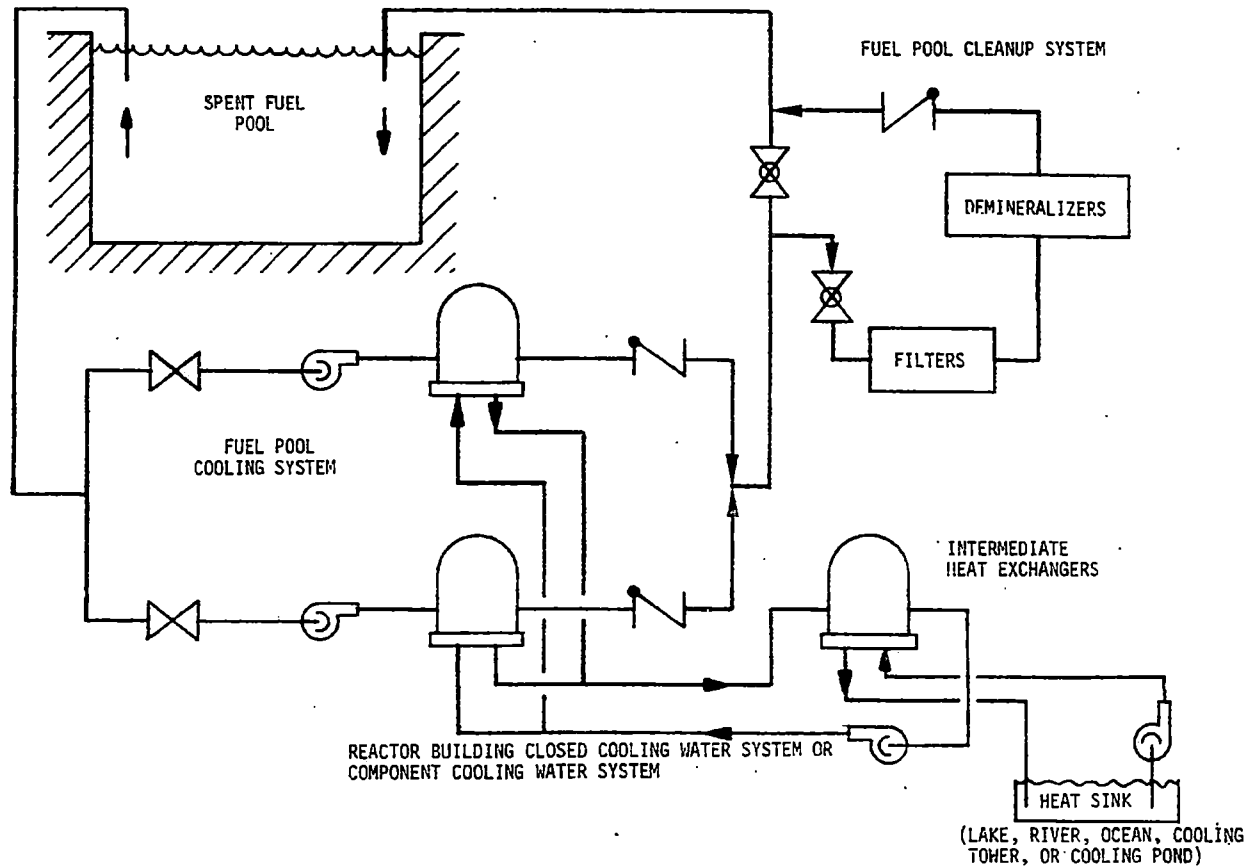 FUEL POOL CLEANUP SYSTEM
SPENT FUEL
POOL
DEMINERALIZERS
FILTERS
FUEL POOL
COOLING SYSTEM
INTERMEDIATE
HEAT EXCHANGERS
REACTOR BUILDING CLOSED COOLING WATER SYSTEM OR
COMPONENT COOLING WATER SYSTEM
HEAT SINK
(LAKE, RIVER, OCEAN, COOLING
TOWER, OR COOLING POND)